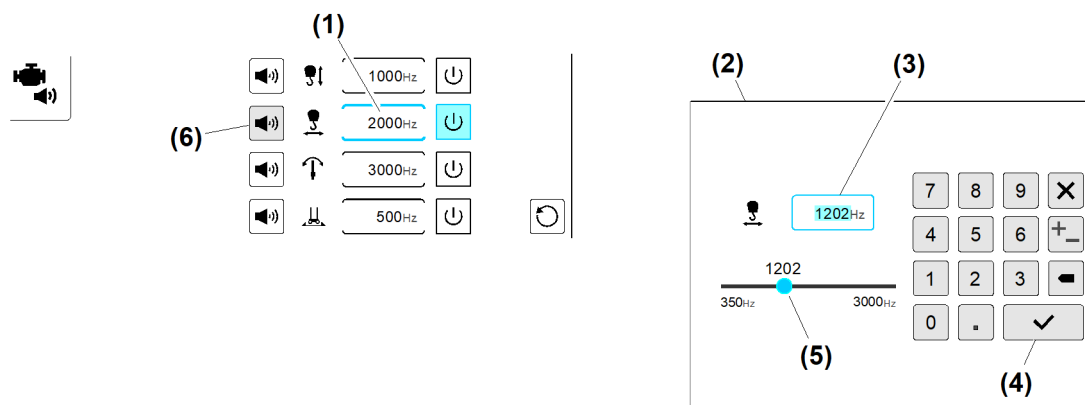 (1)
1000Hz
2000Hz
(6)
3000Hz
500Hz
(2)
(3)
1202Hz
7 8 9
4 5 6 +−
1 2 3
0 .
1202
350Hz 3000Hz
(5)
(4)